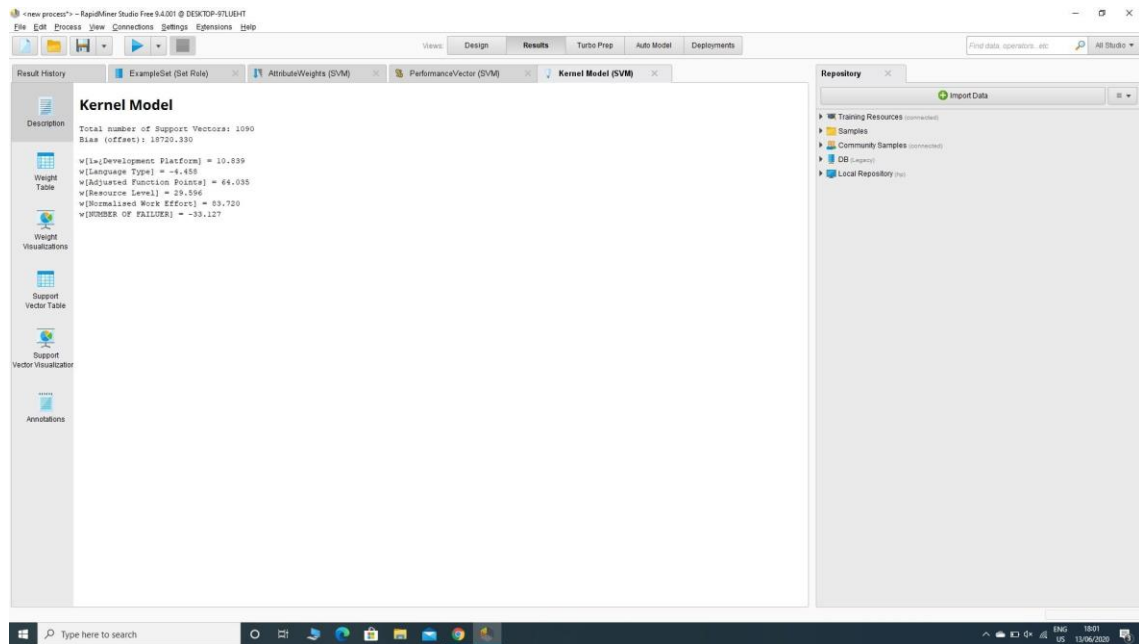 <new process*> – RapidMiner Studio Free 9.4.001 @ DESKTOP-97LUEHT
File Edit Process View Connections Settings Extensions Help
Views: Design Results Turbo Prep Auto Model Deployments
Find data, operators...etc
All Studio
Result History
ExampleSet (Set Role)
AttributeWeights (SVM)
PerformanceVector (SVM)
Kernel Model (SVM)
Repository
Import Data
Training Resources (connected)
Samples
Community Samples (connected)
DB (Legacy)
Local Repository
Description
Weight
Table
Weight
Visualizations
Support
Vector Table
Support
Vector Visualization
Annotations
Kernel Model
Total number of Support Vectors: 1090
Bias (offset): 18720.330
w[ï»¿Development Platform] = 10.839
w[Language Type] = -4.458
w[Adjusted Function Points] = 64.035
w[Resource Level] = 29.596
w[Normalised Work Effort] = 83.720
w[NUMBER OF FAILUER] = -33.127
Type here to search
ENG
US
18:01
13/06/2020